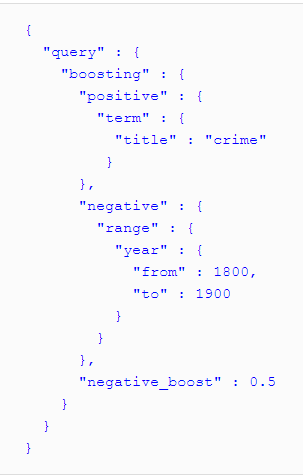 {
  "query" : {
    "boosting" : {
      "positive" : {
        "term" : {
          "title" : "crime"
         }
      },
      "negative" : {
        "range" : {
          "year" : {
            "from" : 1800,
            "to" : 1900
          }
        }
      },
      "negative_boost" : 0.5
    }
  }
}